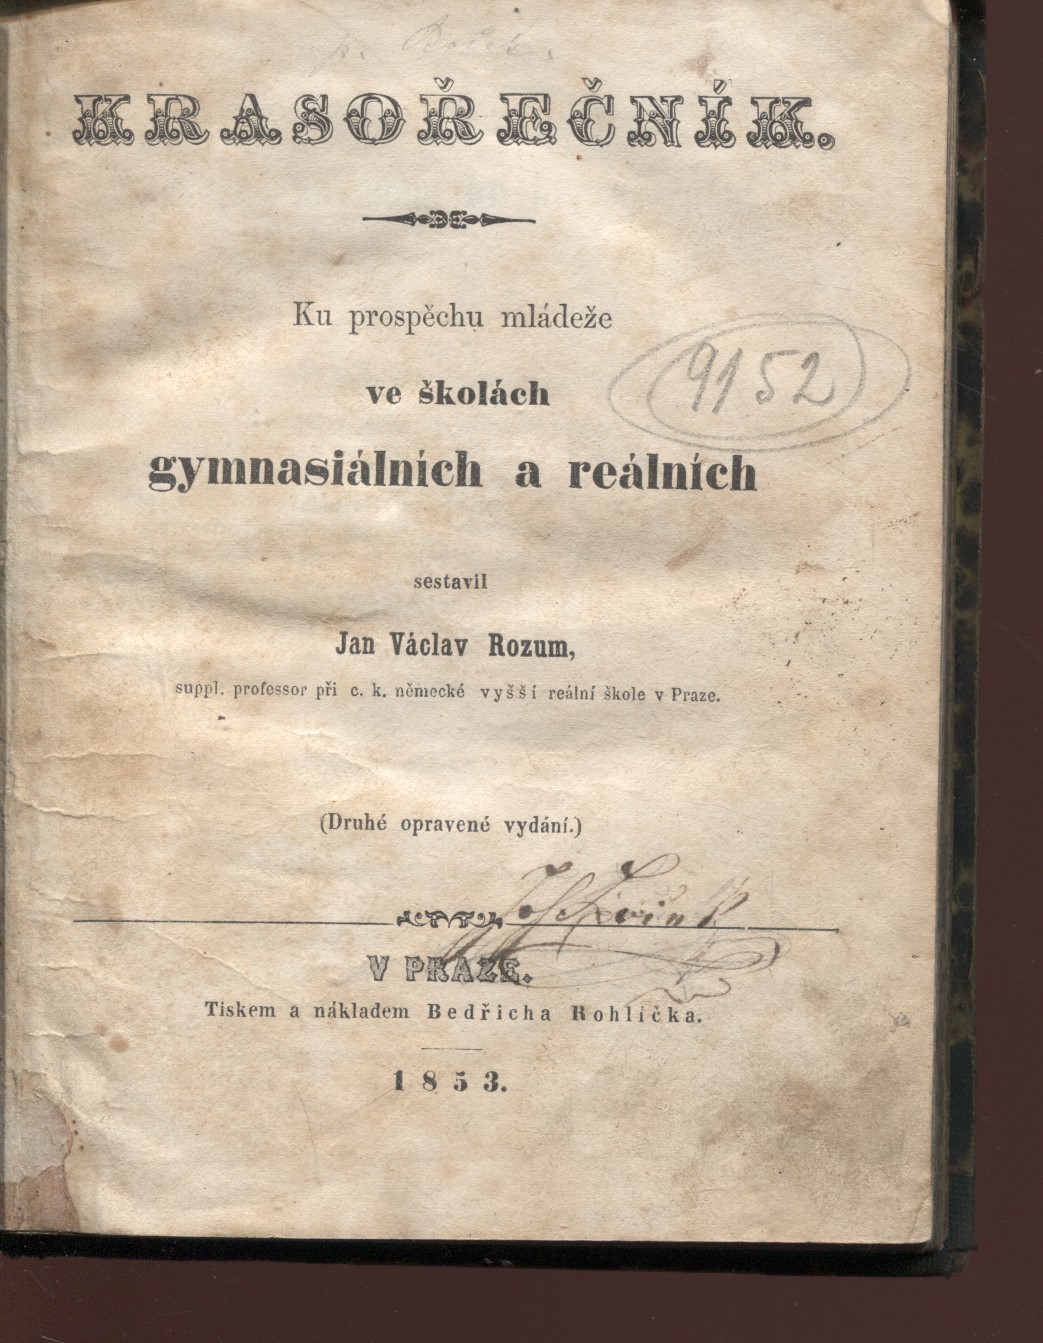 KRASOŘEČNÍK.
Ku prospěchu mládeže
9152
ve školách
gymnasiálních a reálních
sestavil
Jan Václav Rozum,
suppl. professor při c. k. německé vyšší reální škole v Praze.
(Druhé opravené vydání.)
V PRAZE.
Tiskem a nákladem Bedřicha Rohlíčka.
1853.